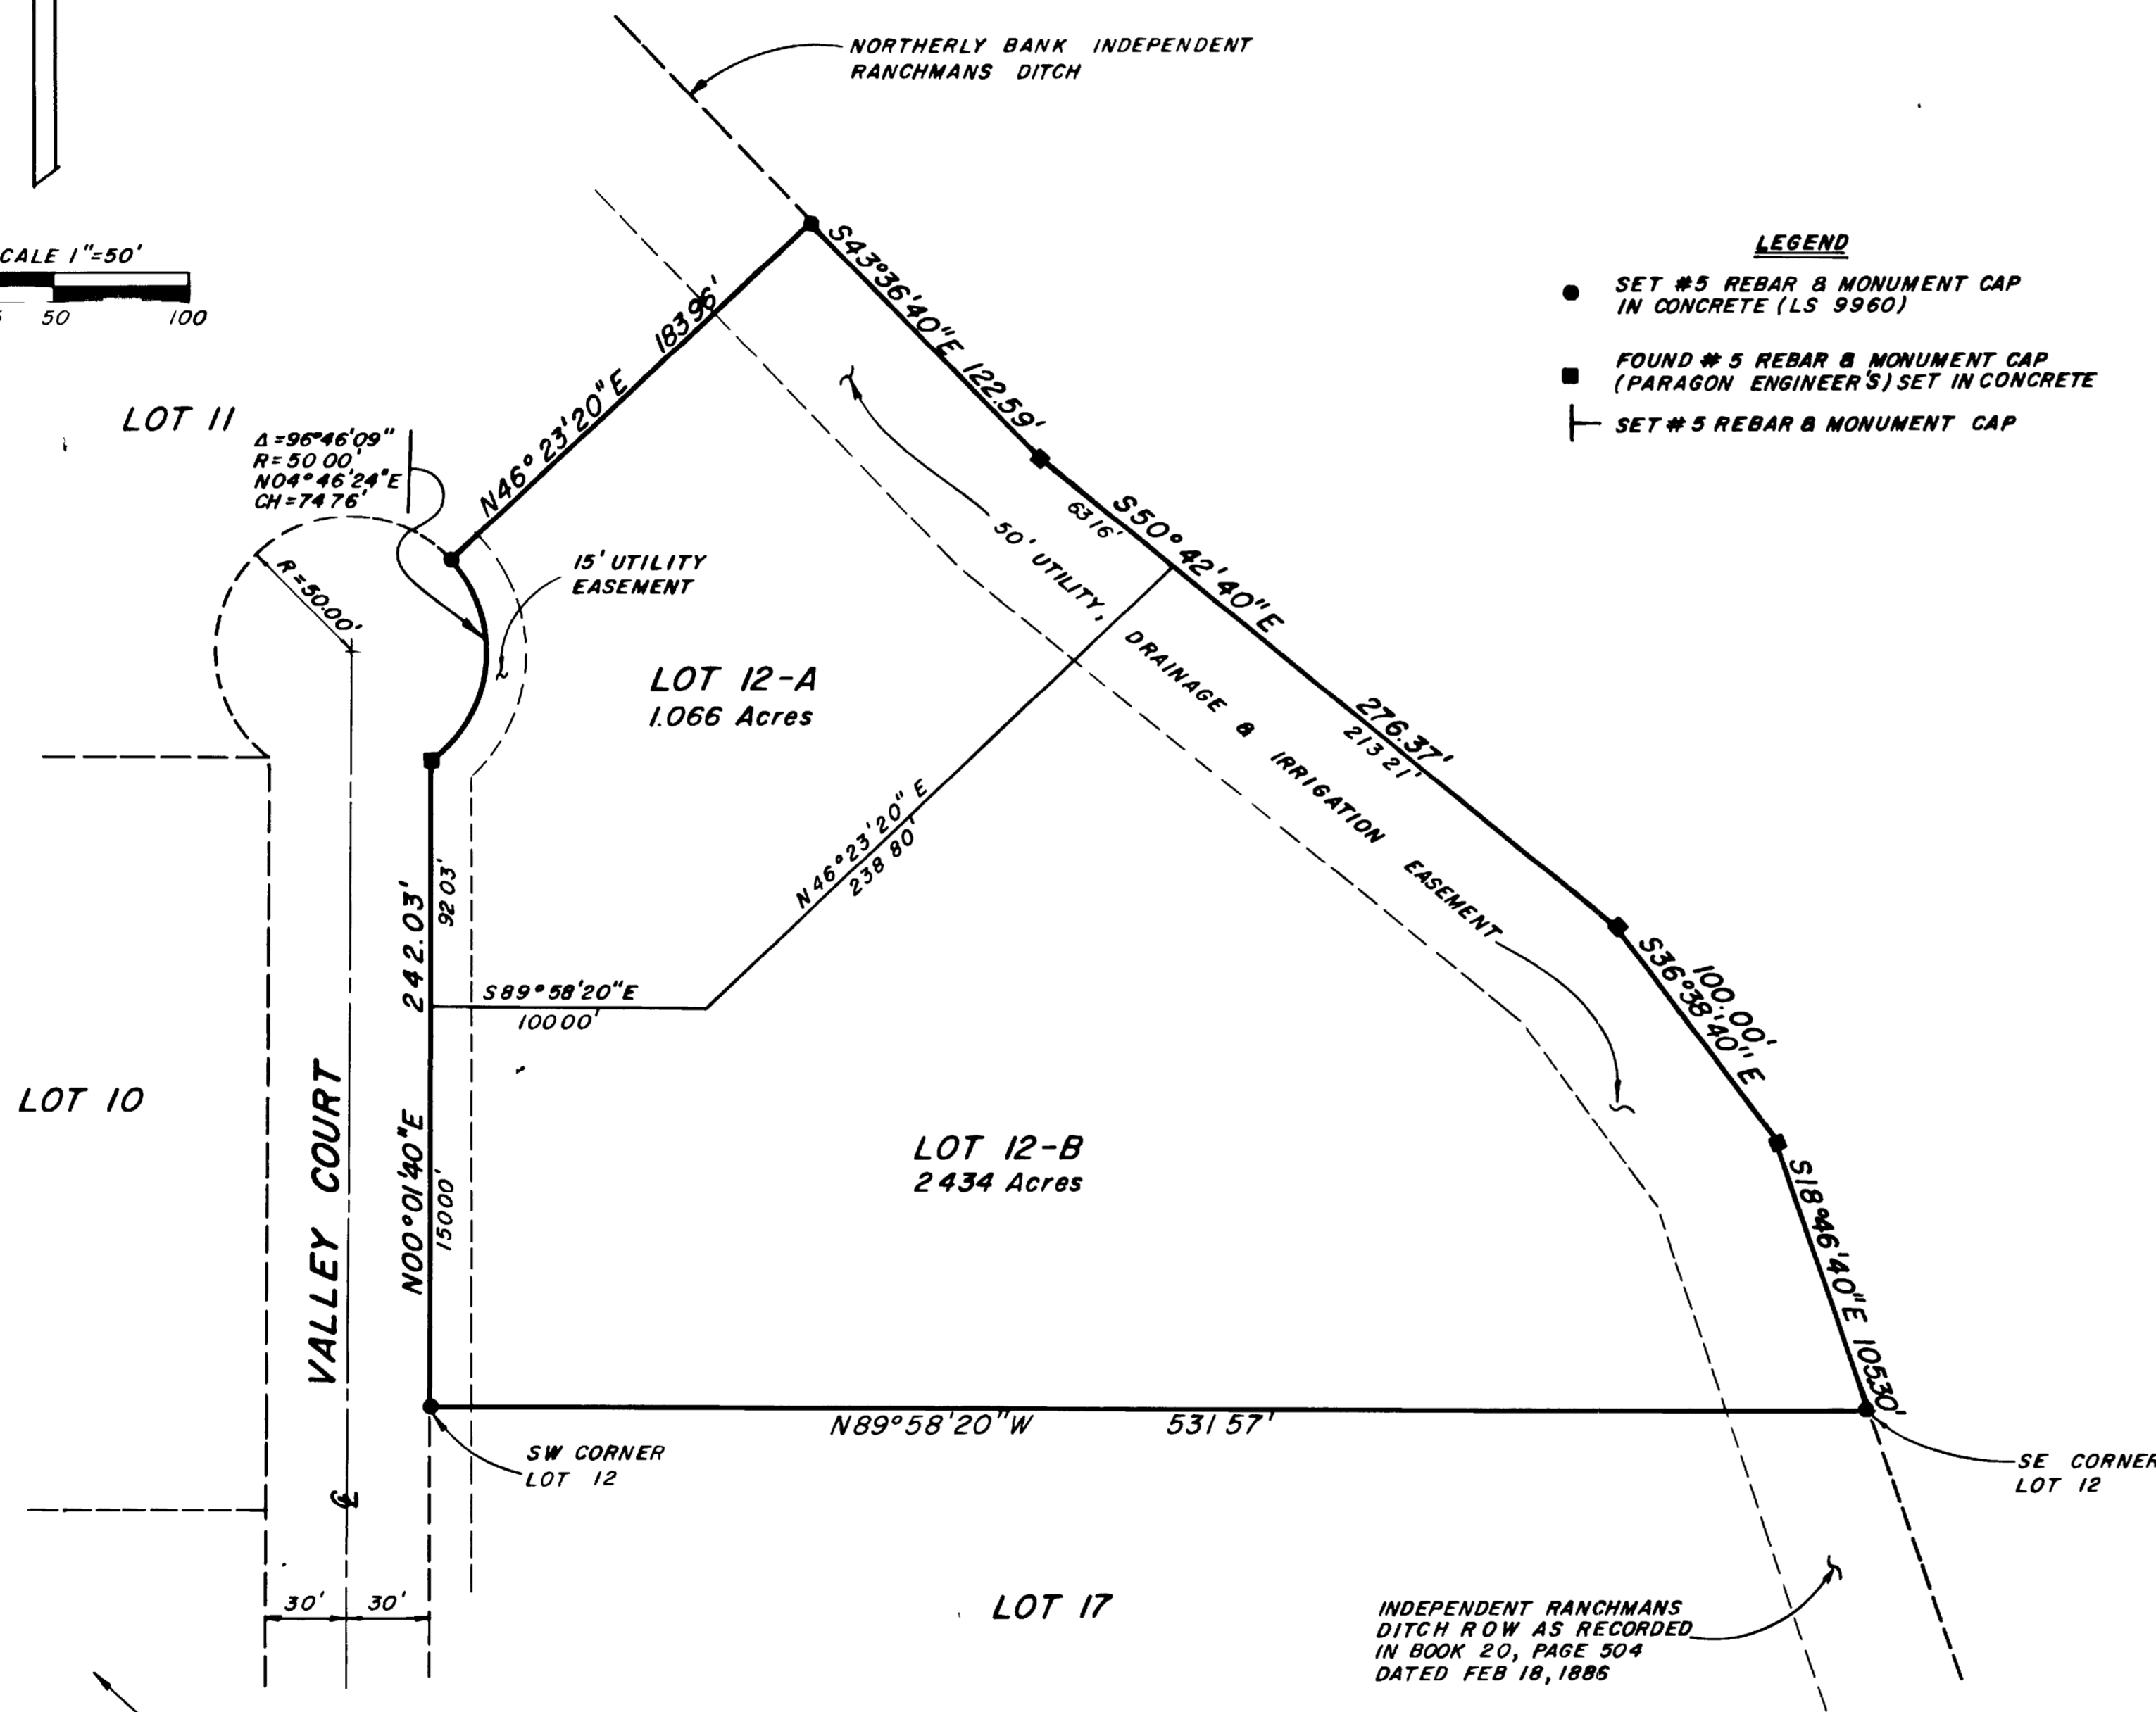 NORTHERLY BANK INDEPENDENT
RANCHMANS DITCH
CALE 1"=50'
50 100
LEGEND
SET #5 REBAR & MONUMENT CAP
IN CONCRETE (LS 9960)
FOUND # 5 REBAR & MONUMENT CAP
(PARAGON ENGINEER'S) SET IN CONCRETE
SET # 5 REBAR & MONUMENT CAP
S43°36'40"E 122.59'
N46°23'20"E 183 96'
LOT 11
Δ=96°46'09"
R=50 00'
N04°46'24"E
CH=74 76'
R=50.00'
15' UTILITY
EASEMENT
S50°42'40"E 276.37'
63 16'
213 21'
50' UTILITY, DRAINAGE & IRRIGATION EASEMENT
LOT 12-A
1.066 Acres
N46°23'20"E
238 80'
N00°01'40"E 242.03'
92 03'
150 00'
S89°58'20"E
100 00'
100.00'
S36°38'40"E
LOT 10
VALLEY COURT
LOT 12-B
2 434 Acres
S18°46'40"E 105.30'
N89°58'20"W 531 57'
SW CORNER
LOT 12
SE CORNER
LOT 12
30' 30'
LOT 17
INDEPENDENT RANCHMANS
DITCH R O W AS RECORDED
IN BOOK 20, PAGE 504
DATED FEB 18, 1886